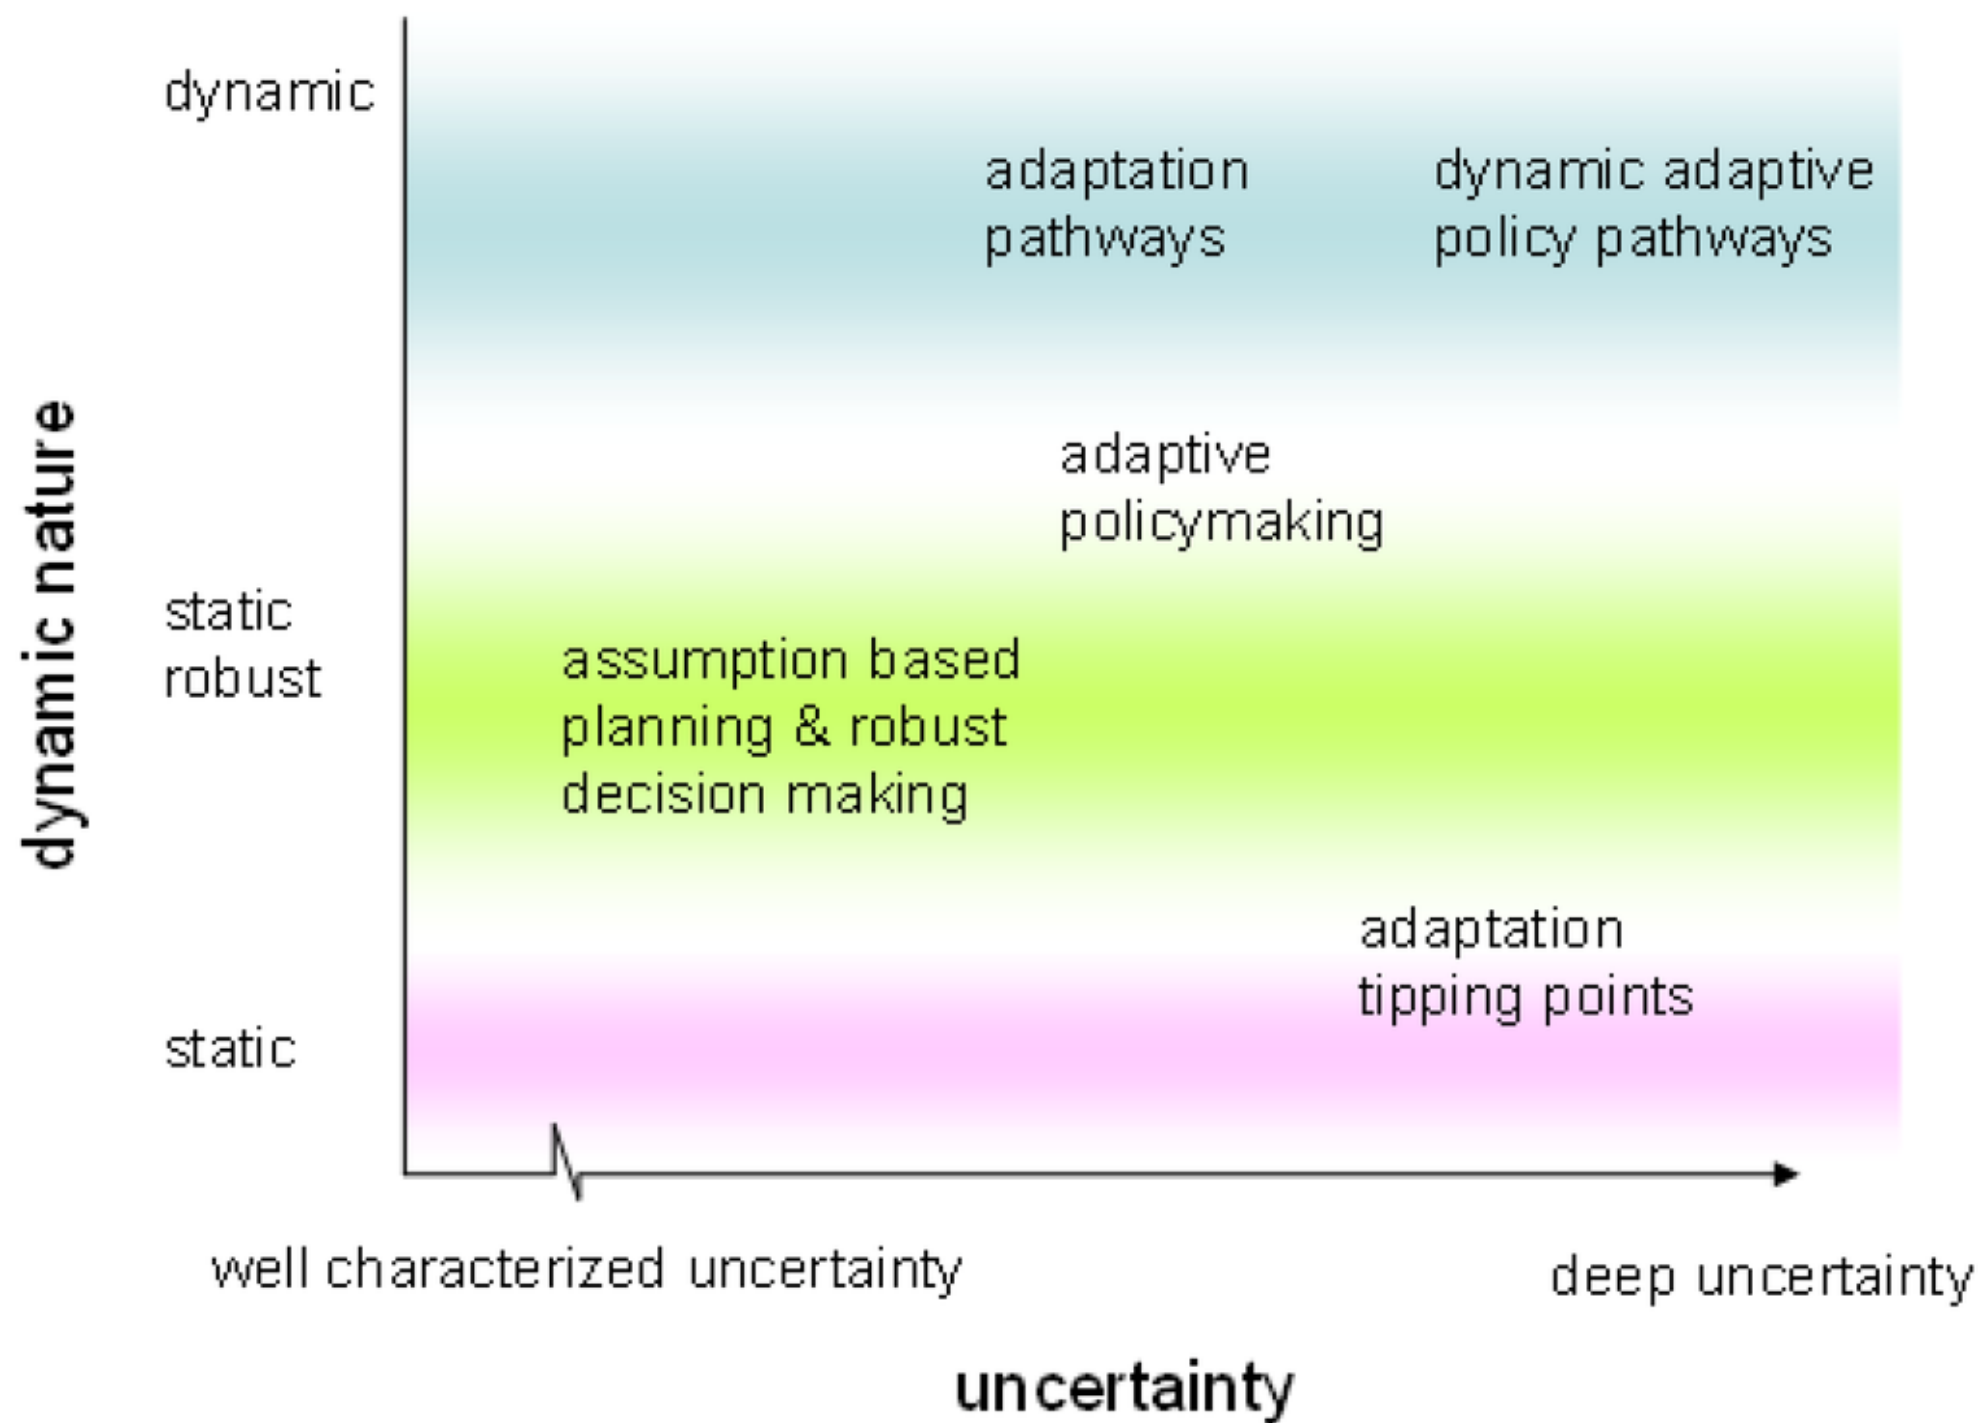 dynamic
adaptation
pathways
dynamic adaptive
policy pathways
adaptive
policymaking
dynamic nature
static
robust
assumption based
planning & robust
decision making
adaptation
tipping points
static
well characterized uncertainty
deep uncertainty
uncertainty